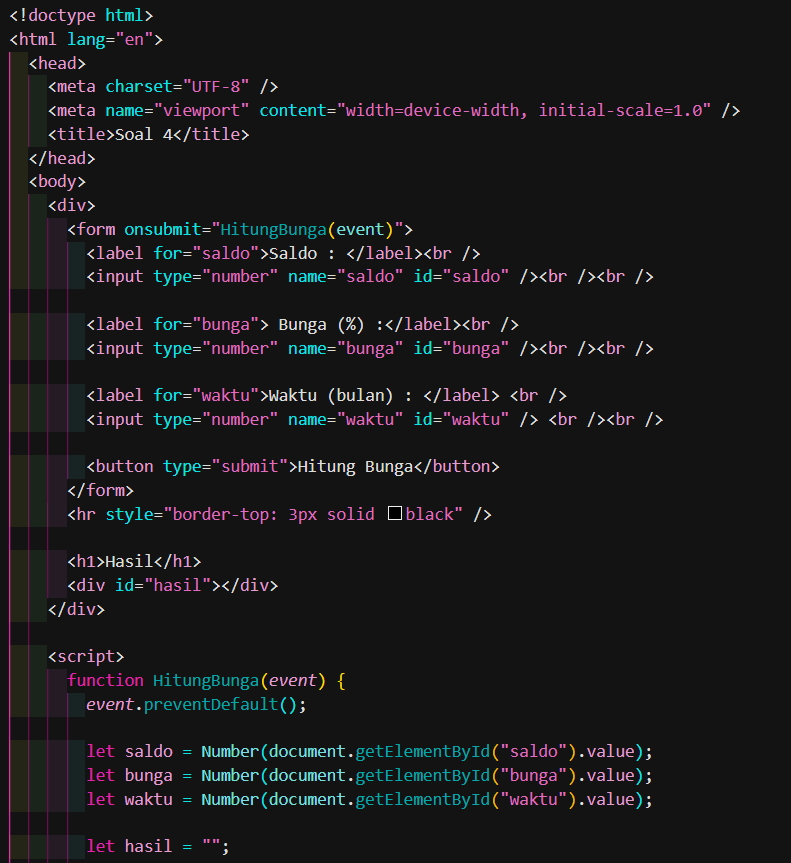 <!doctype html>
<html lang="en">
<head>
<meta charset="UTF-8" />
<meta name="viewport" content="width=device-width, initial-scale=1.0" />
<title>Soal 4</title>
</head>
<body>
<div>
<form onsubmit="HitungBunga(event)">
<label for="saldo">Saldo : </label><br />
<input type="number" name="saldo" id="saldo" /><br /><br />
<label for="bunga"> Bunga (%) :</label><br />
<input type="number" name="bunga" id="bunga" /><br /><br />
<label for="waktu">Waktu (bulan) : </label> <br />
<input type="number" name="waktu" id="waktu" /> <br /><br />
<button type="submit">Hitung Bunga</button>
</form>
<hr style="border-top: 3px solid black" />
<h1>Hasil</h1>
<div id="hasil"></div>
</div>
<script>
function HitungBunga(event) {
event.preventDefault();
let saldo = Number(document.getElementById("saldo").value);
let bunga = Number(document.getElementById("bunga").value);
let waktu = Number(document.getElementById("waktu").value);
let hasil = "";